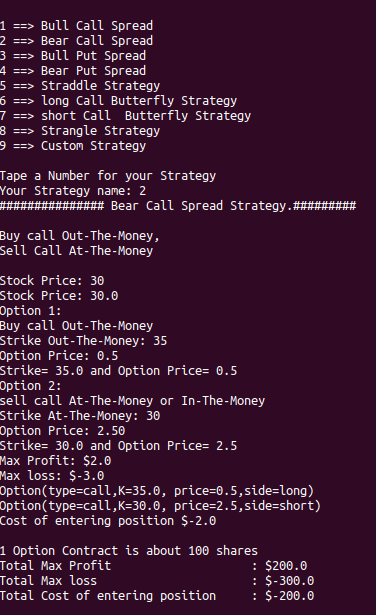 1 ==> Bull Call Spread
2 ==> Bear Call Spread
3 ==> Bull Put Spread
4 ==> Bear Put Spread
5 ==> Straddle Strategy
6 ==> long Call Butterfly Strategy
7 ==> short Call  Butterfly Strategy
8 ==> Strangle Strategy
9 ==> Custom Strategy
Tape a Number for your Strategy
Your Strategy name: 2
############### Bear Call Spread Strategy.#########
Buy call Out-The-Money,
Sell Call At-The-Money
Stock Price: 30
Stock Price: 30.0
Option 1:
Buy call Out-The-Money
Strike Out-The-Money: 35
Option Price: 0.5
Strike= 35.0 and Option Price= 0.5
Option 2:
sell call At-The-Money or In-The-Money
Strike At-The-Money: 30
Option Price: 2.50
Strike= 30.0 and Option Price= 2.5
Max Profit: $2.0
Max loss: $-3.0
Option(type=call,K=35.0, price=0.5,side=long)
Option(type=call,K=30.0, price=2.5,side=short)
Cost of entering position $-2.0
1 Option Contract is about 100 shares
Total Max Profit                   : $200.0
Total Max loss                     : $-300.0
Total Cost of entering position    : $-200.0